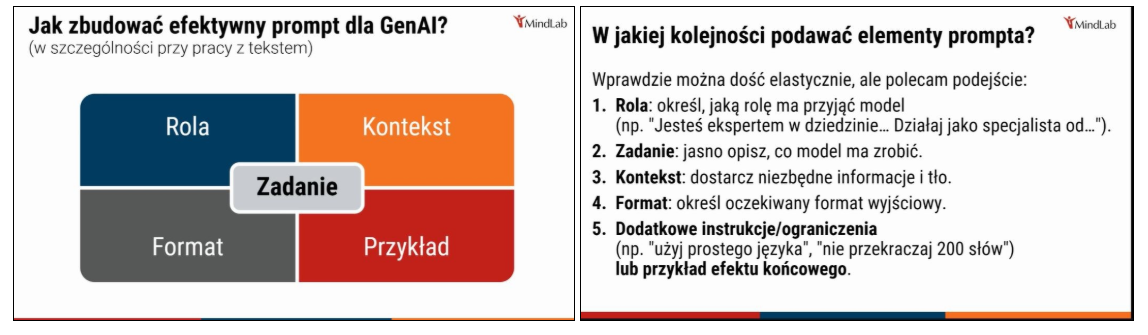 Jak zbudować efektywny prompt dla GenAI?
(w szczególności przy pracy z tekstem)
MindLab
Rola
Kontekst
Zadanie
Format
Przykład
W jakiej kolejności podawać elementy prompta?
MindLab
Wprawdzie można dość elastycznie, ale polecam podejście:
1. Rola: określ, jaką rolę ma przyjąć model
(np. "Jesteś ekspertem w dziedzinie... Działaj jako specjalista od...").
2. Zadanie: jasno opisz, co model ma zrobić.
3. Kontekst: dostarcz niezbędne informacje i tło.
4. Format: określ oczekiwany format wyjściowy.
5. Dodatkowe instrukcje/ograniczenia
(np. "użyj prostego języka", "nie przekraczaj 200 słów")
lub przykład efektu końcowego.